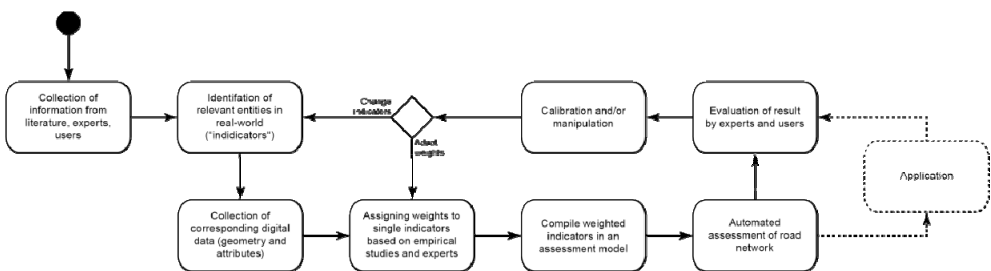 Collection of
information from
literature, experts,
users
Identifation of
relevant entities in
real-world
("indidicators")
Change
indicators
Adjust
weights
Calibration and/or
manipulation
Evaluation of result
by experts and users
Application
Collection of
corresponding digital
data (geometry and
attributes)
Assigning weights to
single indicators
based on empirical
studies and experts
Compile weighted
indicators in an
assessment model
Automated
assessment of road
network